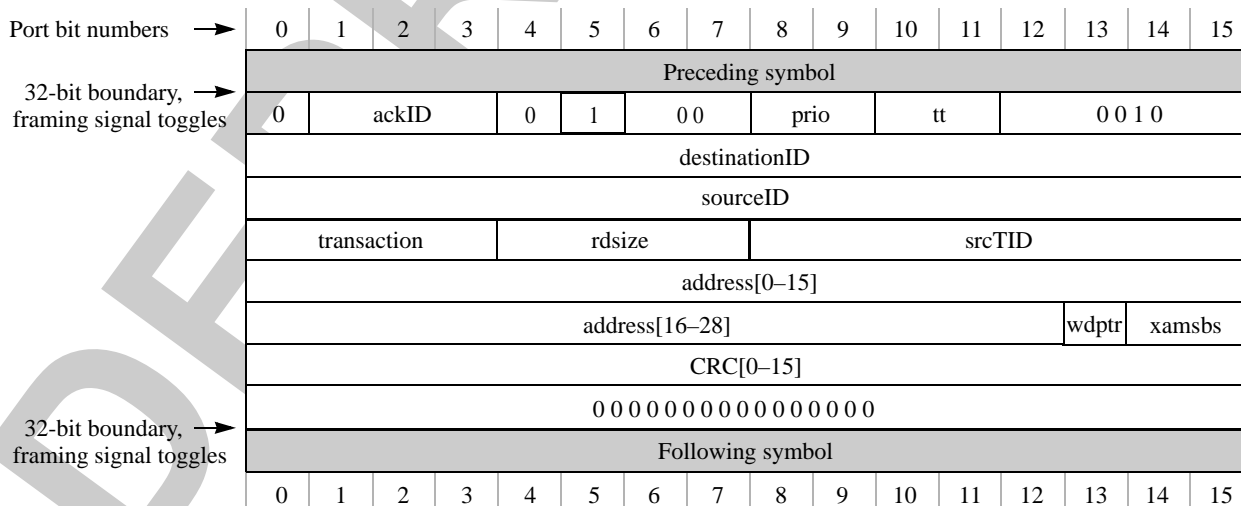 Port bit numbers 0 1 2 3 4 5 6 7 8 9 10 11 12 13 14 15
Preceding symbol
32-bit boundary,
framing signal toggles
0 ackID 0 1 0 0 prio tt 0 0 1 0
destinationID
sourceID
transaction rdsize srcTID
address[0–15]
address[16–28] wdptr xamsbs
CRC[0–15]
0 0 0 0 0 0 0 0 0 0 0 0 0 0 0 0
32-bit boundary,
framing signal toggles
Following symbol
0 1 2 3 4 5 6 7 8 9 10 11 12 13 14 15